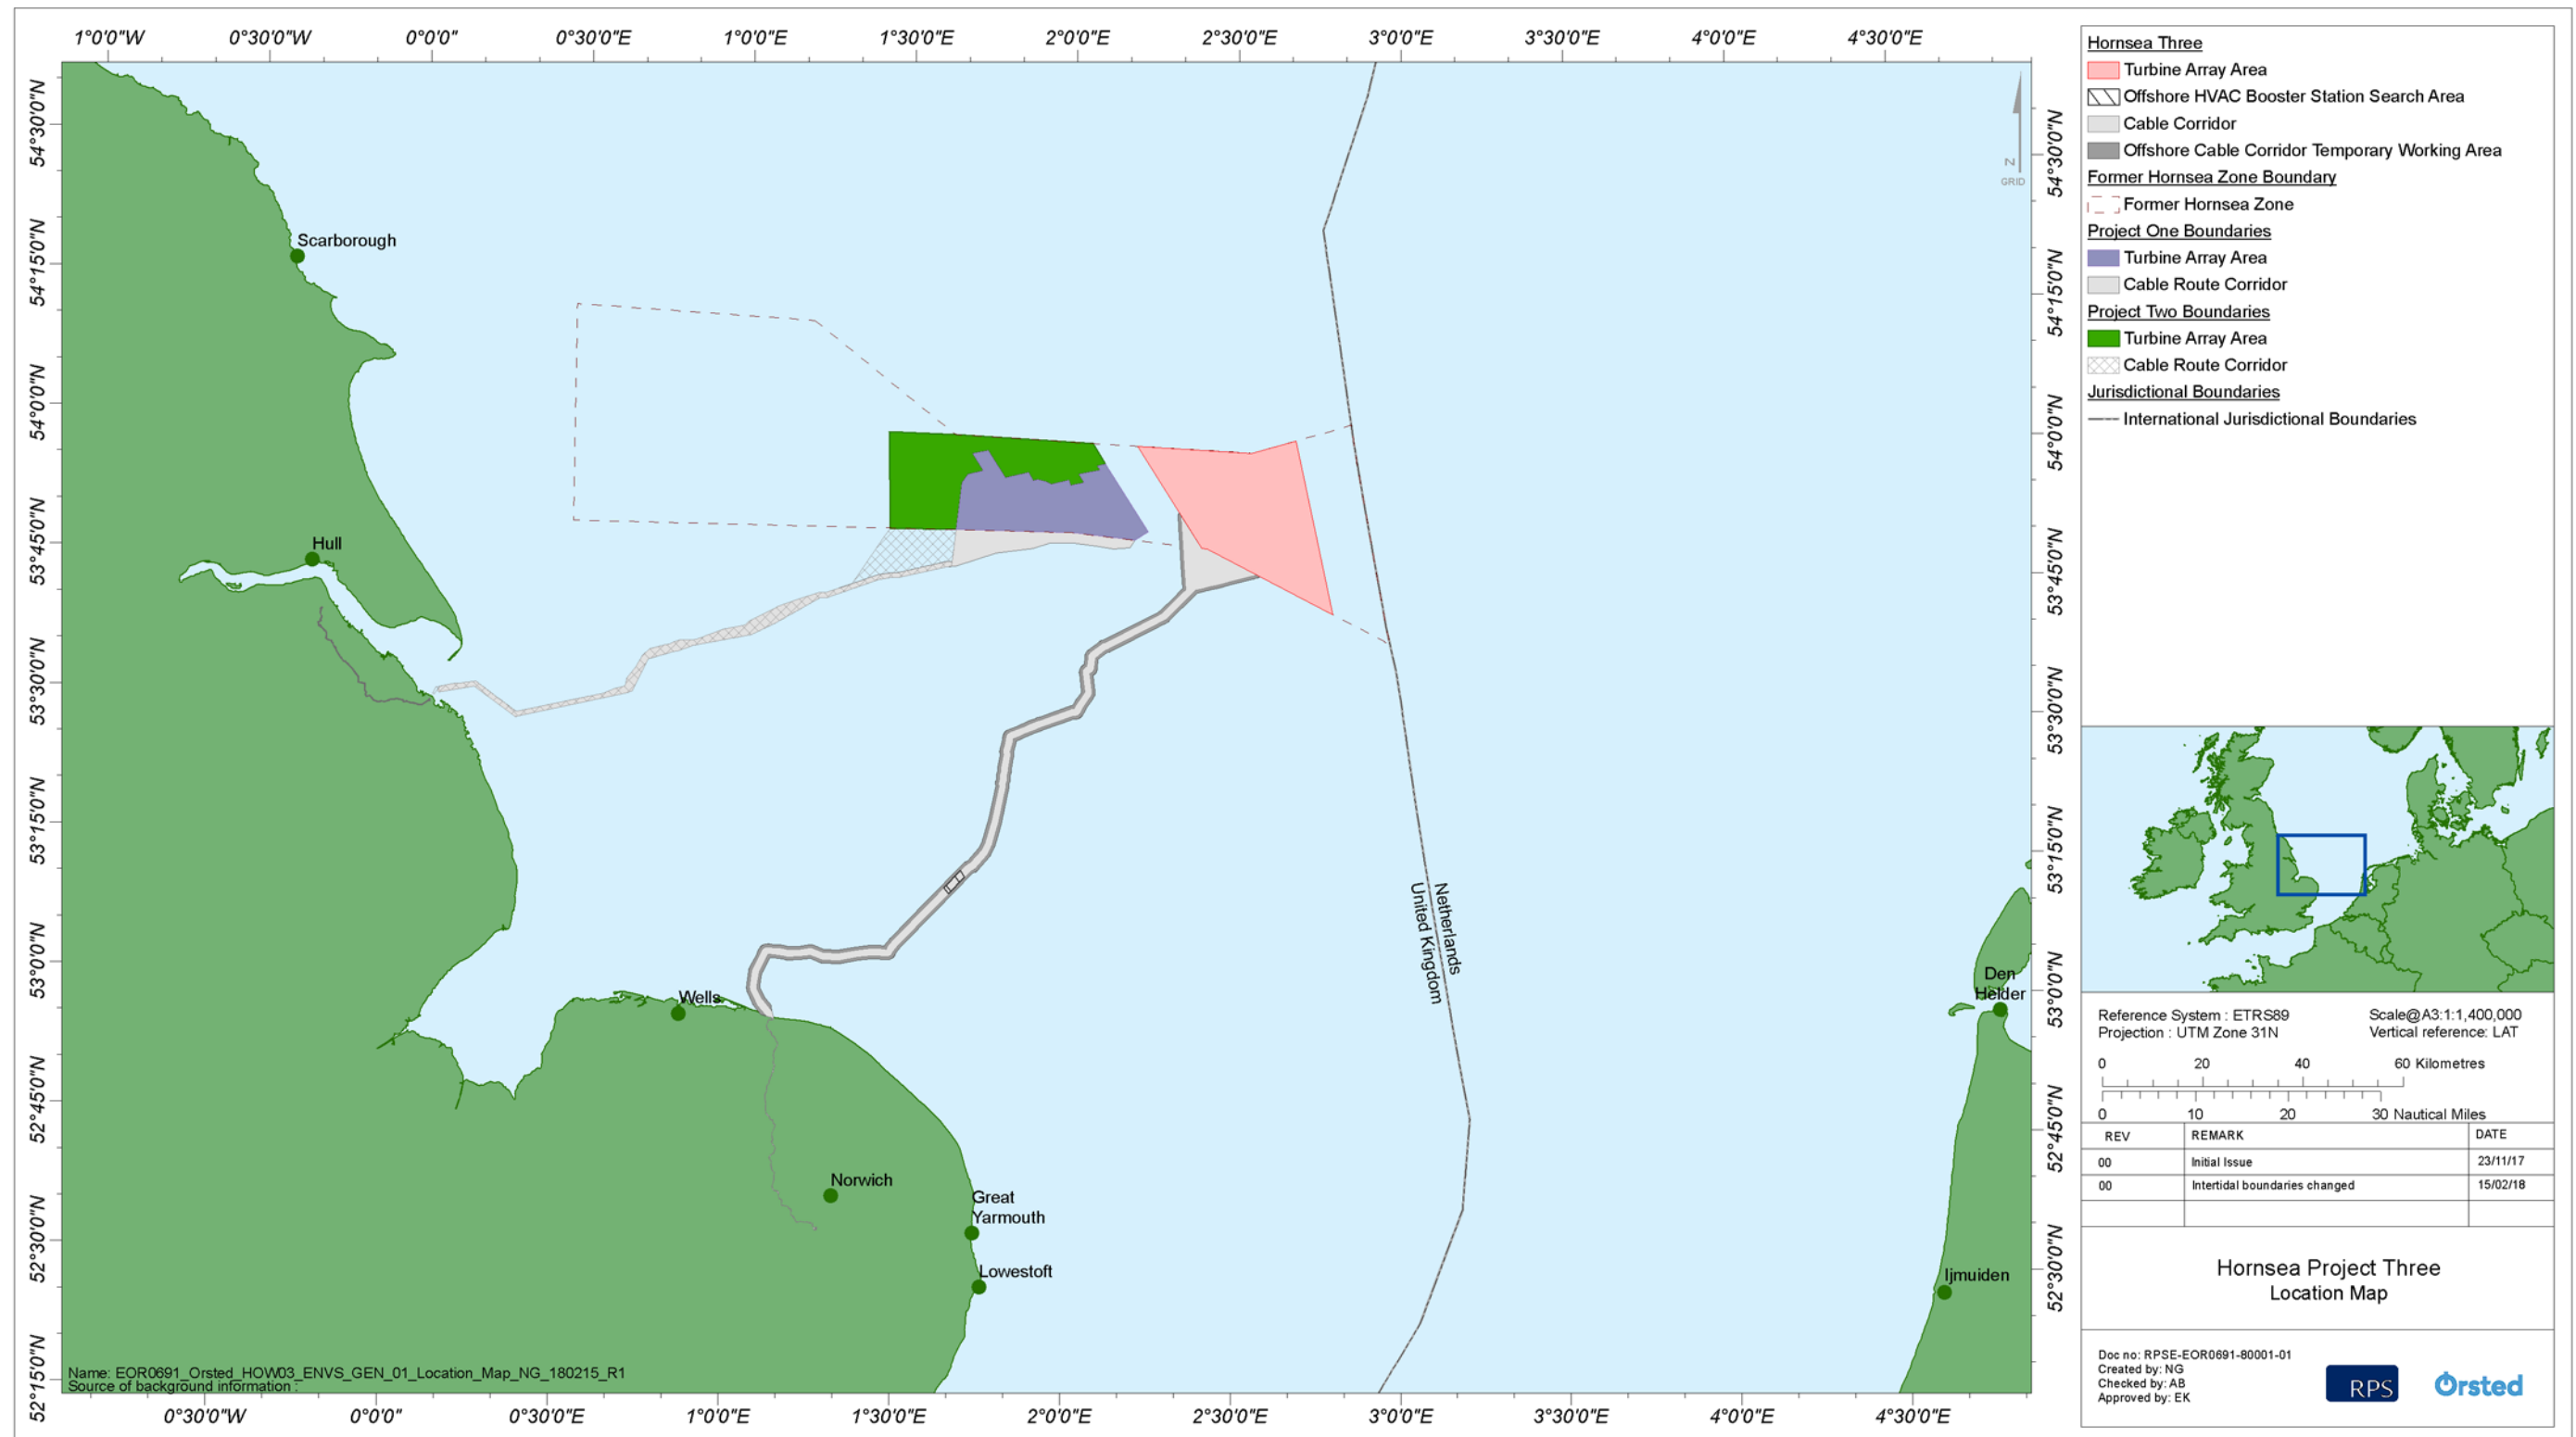 1°0'0"W 0°30'0"W 0°0'0" 0°30'0"E 1°0'0"E 1°30'0"E 2°0'0"E 2°30'0"E 3°0'0"E 3°30'0"E 4°0'0"E 4°30'0"E
54°30'0"N
54°15'0"N
54°0'0"N
53°45'0"N
53°30'0"N
53°15'0"N
53°0'0"N
52°45'0"N
52°30'0"N
52°15'0"N
Scarborough
Hull
Wells
Norwich
Great
Yarmouth
Lowestoft
Netherlands
United Kingdom
Den
Helder
Ijmuiden
N
GRID
54°30'0"N
54°15'0"N
54°0'0"N
53°45'0"N
53°30'0"N
53°15'0"N
53°0'0"N
52°45'0"N
52°30'0"N
Name: EOR0691_Orsted_HOW03_ENVS_GEN_01_Location_Map_NG_180215_R1
Source of background information :
0°30'0"W 0°0'0" 0°30'0"E 1°0'0"E 1°30'0"E 2°0'0"E 2°30'0"E 3°0'0"E 3°30'0"E 4°0'0"E 4°30'0"E
Hornsea Three
Turbine Array Area
Offshore HVAC Booster Station Search Area
Cable Corridor
Offshore Cable Corridor Temporary Working Area
Former Hornsea Zone Boundary
Former Hornsea Zone
Project One Boundaries
Turbine Array Area
Cable Route Corridor
Project Two Boundaries
Turbine Array Area
Cable Route Corridor
Jurisdictional Boundaries
International Jurisdictional Boundaries
Reference System : ETRS89 Scale@A3:1:1,400,000
Projection : UTM Zone 31N Vertical reference: LAT
0 20 40 60 Kilometres
0 10 20 30 Nautical Miles
REV REMARK DATE
00 Initial Issue 23/11/17
00 Intertidal boundaries changed 15/02/18
Hornsea Project Three
Location Map
Doc no: RPSE-EOR0691-80001-01
Created by: NG
Checked by: AB
Approved by: EK
RPS
Ørsted